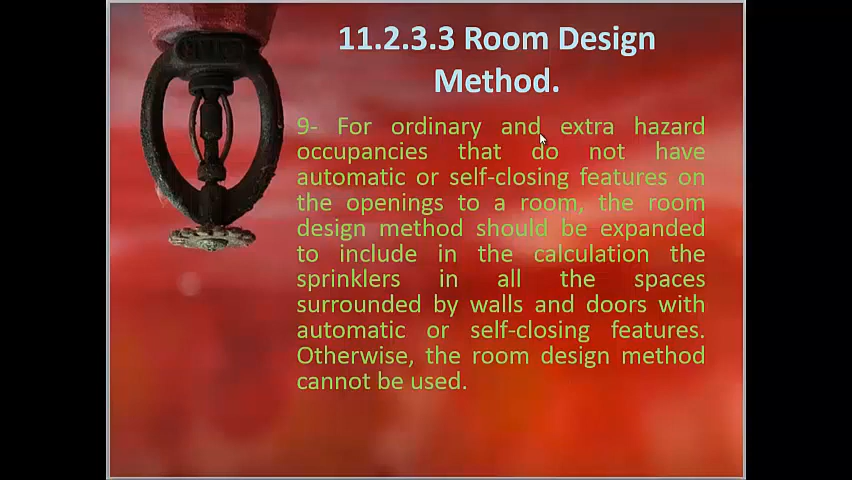 11.2.3.3 Room Design
Method.
9- For ordinary and extra hazard
occupancies that do not have
automatic or self-closing features on
the openings to a room, the room
design method should be expanded
to include in the calculation the
sprinklers in all the spaces
surrounded by walls and doors with
automatic or self-closing features.
Otherwise, the room design method
cannot be used.